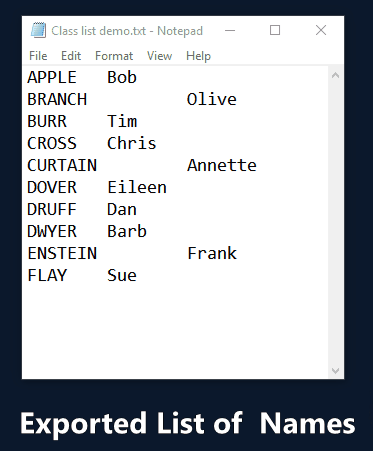 Class list demo.txt - Notepad
File Edit Format View Help
APPLE Bob
BRANCH Olive
BURR Tim
CROSS Chris
CURTAIN Annette
DOVER Eileen
DRUFF Dan
DWYER Barb
ENSTEIN Frank
FLAY Sue
Exported List of Names